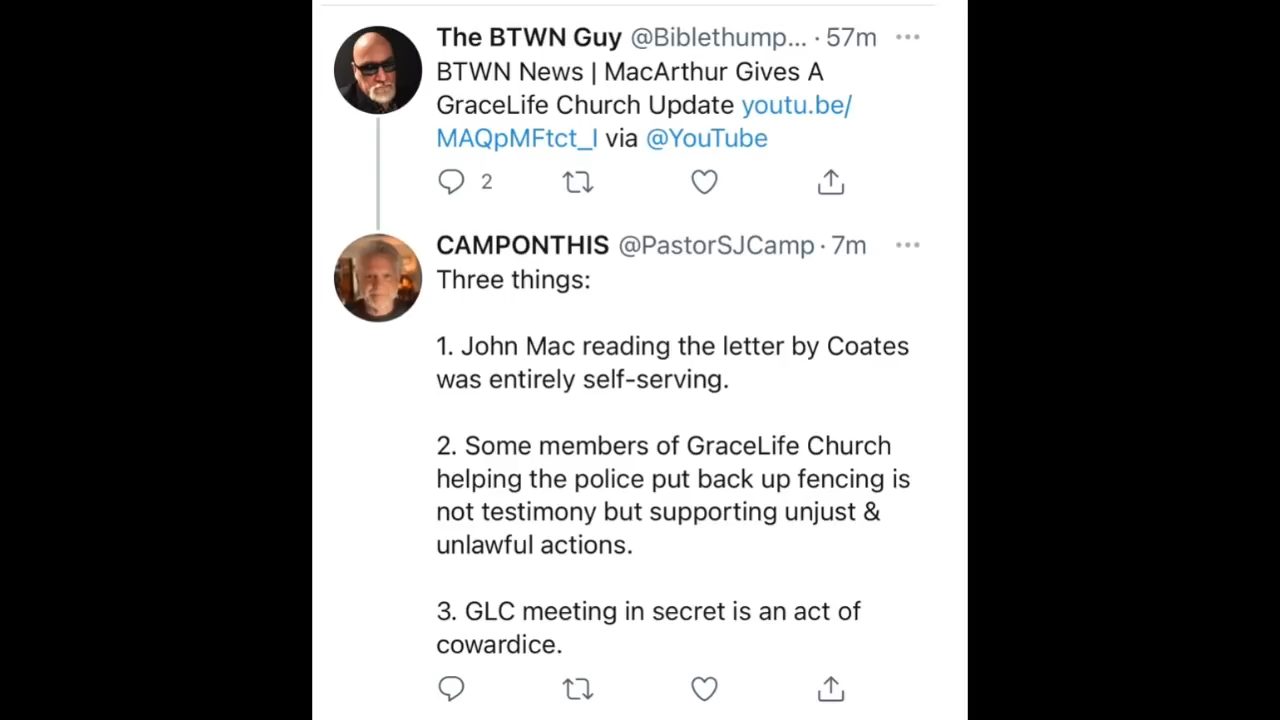 The BTWN Guy @Biblethump... · 57m
BTWN News | MacArthur Gives A
GraceLife Church Update youtu.be/
MAQpMFtct_I via @YouTube
2
CAMPONTHIS @PastorSJCamp · 7m
Three things:
1. John Mac reading the letter by Coates
was entirely self-serving.
2. Some members of GraceLife Church
helping the police put back up fencing is
not testimony but supporting unjust &
unlawful actions.
3. GLC meeting in secret is an act of
cowardice.